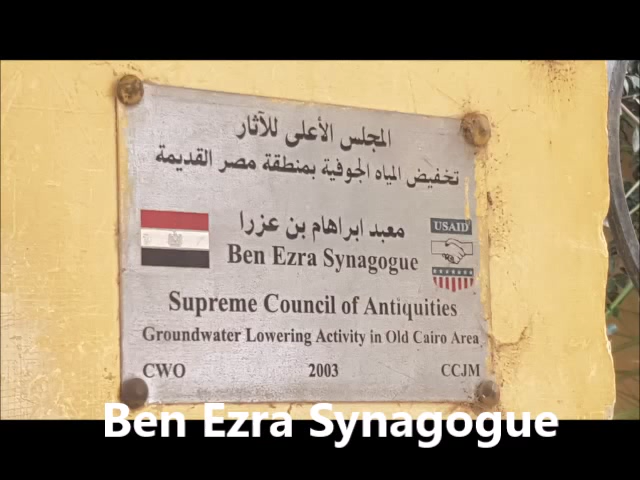 المجلس الأعلى للآثار
تخفيض المياه الجوفية بمنطقة مصر القديمة
معبد ابراهام بن عزرا
Ben Ezra Synagogue
USAID
Supreme Council of Antiquities
Groundwater Lowering Activity in Old Cairo Area
CWO 2003 CCJM
Ben Ezra Synagogue